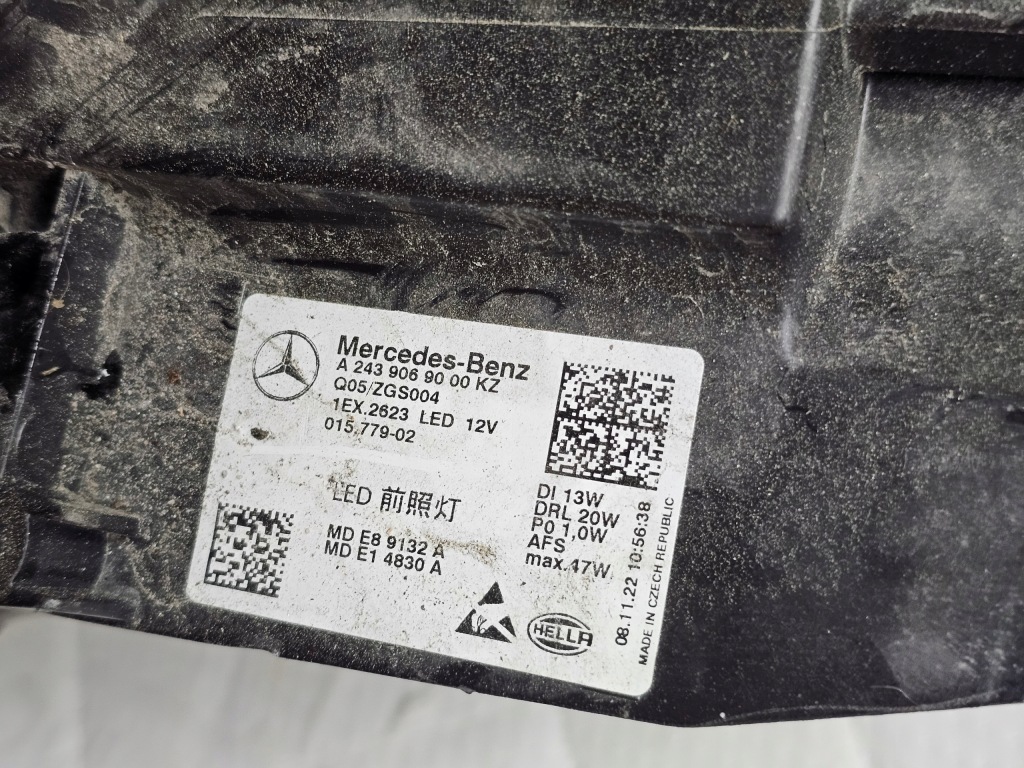 Mercedes-Benz
A 243 906 90 00 KZ
Q05/ZGS004
1EX.2623 LED 12V
015.779-02
LED 前照灯
MD E8 9132 A
MD E1 4830 A
DI 13W
DRL 20W
P0 1,0W
AFS
max.47W
HELLA
08.11.22 10:56:38
MADE IN CZECH REPUBLIC